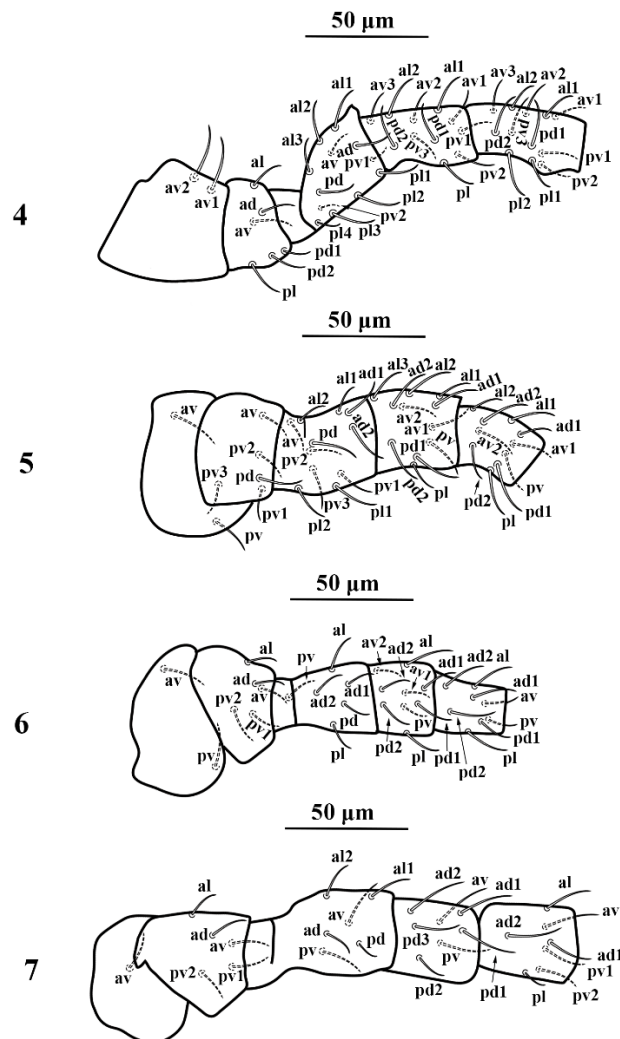 50 µm
al1
av3 al2 av2 al1 av1 av3 al2 av2 al1 av1
al2 al1
al3 av ad pd2 pd1 pv1 pd2 pv3 pd1
pv1 pv3 pv1
av2 av1 al
4
ad pd pl1 pl pv2 pl2 pl1 pv2
av pl2
pv2
pl4 pl3
pd1
pd2
pl
50 µm
al1 ad1 al3 ad2 al2 al1 ad1
al2 al2 ad2 al1
av av ad2 av2 av1 ad1
5
pv2 pv2 pd pd1 pv av2 av1
pv3 pd pv
pv1 pl2 pv3 pl1 pv1 pd2 pl pd2 pl pd1
pv
50 µm
av2 ad2 al
al pv al av1 ad1 ad2 al
av ad av ad2 ad1 ad1
6
pv2 pv1 pd pv av
pv pv
pl pd2 pl pd1 pd2 pl pd1
50 µm
al2 al1 ad2 av ad1 al
al
ad av av ad ad2 av
7
pd3
av pv2 pv1 pv pd pv ad1
pd2 pd1 pl pv1
pv2